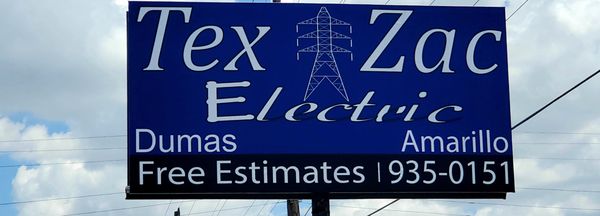 Tex Zac
Electric
Dumas Amarillo
Free Estimates | 935-0151